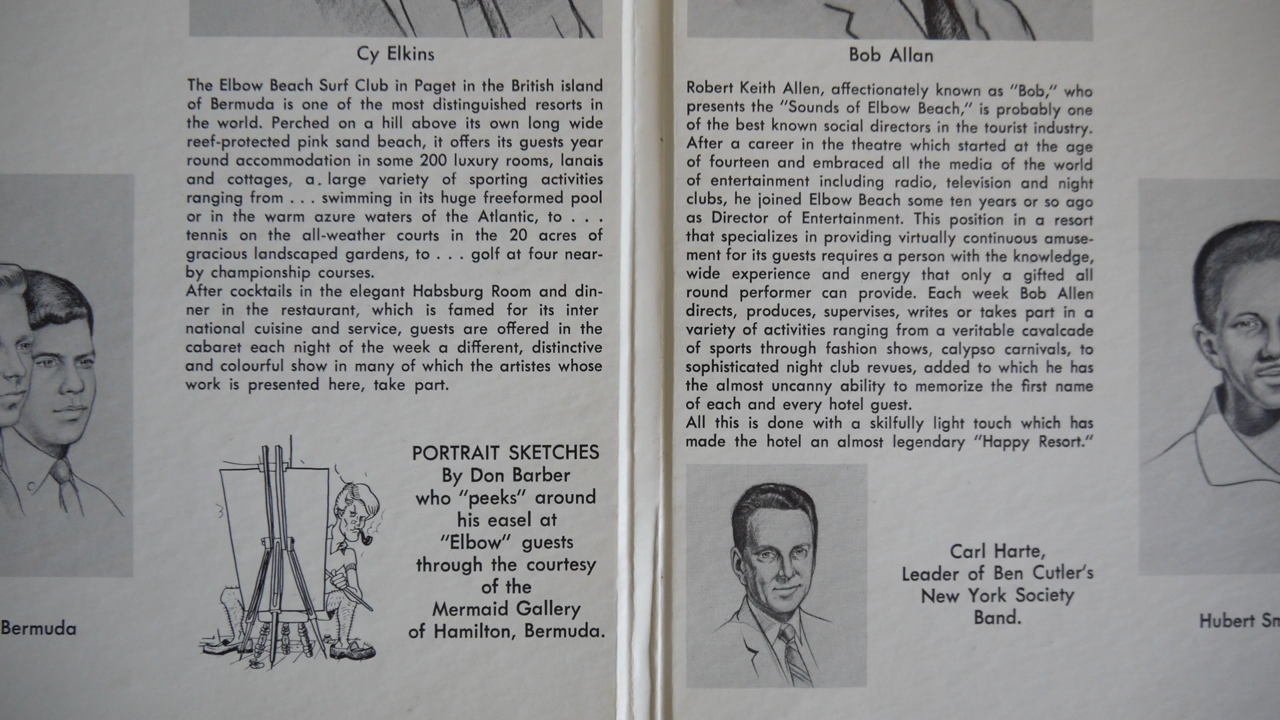 Cy Elkins
The Elbow Beach Surf Club in Paget in the British island
of Bermuda is one of the most distinguished resorts in
the world. Perched on a hill above its own long wide
reef-protected pink sand beach, it offers its guests year
round accommodation in some 200 luxury rooms, lanais
and cottages, a. large variety of sporting activities
ranging from . . . swimming in its huge freeformed pool
or in the warm azure waters of the Atlantic, to . . .
tennis on the all-weather courts in the 20 acres of
gracious landscaped gardens, to . . . golf at four near-
by championship courses.
After cocktails in the elegant Habsburg Room and din-
ner in the restaurant, which is famed for its inter
national cuisine and service, guests are offered in the
cabaret each night of the week a different, distinctive
and colourful show in many of which the artistes whose
work is presented here, take part.
PORTRAIT SKETCHES
By Don Barber
who "peeks" around
his easel at
"Elbow" guests
through the courtesy
of the
Mermaid Gallery
of Hamilton, Bermuda.
Bermuda
Bob Allan
Robert Keith Allen, affectionately known as "Bob," who
presents the "Sounds of Elbow Beach," is probably one
of the best known social directors in the tourist industry.
After a career in the theatre which started at the age
of fourteen and embraced all the media of the world
of entertainment including radio, television and night
clubs, he joined Elbow Beach some ten years or so ago
as Director of Entertainment. This position in a resort
that specializes in providing virtually continuous amuse-
ment for its guests requires a person with the knowledge,
wide experience and energy that only a gifted all
round performer can provide. Each week Bob Allen
directs, produces, supervises, writes or takes part in a
variety of activities ranging from a veritable cavalcade
of sports through fashion shows, calypso carnivals, to
sophisticated night club revues, added to which he has
the almost uncanny ability to memorize the first name
of each and every hotel guest.
All this is done with a skilfully light touch which has
made the hotel an almost legendary "Happy Resort."
Carl Harte,
Leader of Ben Cutler's
New York Society
Band.
Hubert